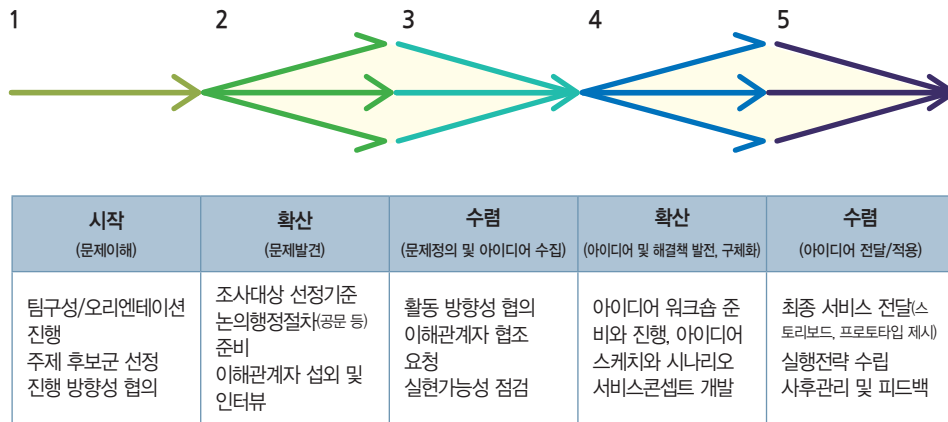 1 2 3 4 5
시작
(문제이해)
확산
(문제발견)
수렴
(문제정의 및 아이디어 수집)
확산
(아이디어 및 해결책 발전, 구체화)
수렴
(아이디어 전달/적용)
팀구성/오리엔테이션
진행
주제 후보군 선정
진행 방향성 협의
조사대상 선정기준
논의행정절차(공문 등)
준비
이해관계자 섭외 및
인터뷰
활동 방향성 협의
이해관계자 협조
요청
실현가능성 점검
아이디어 워크숍 준
비와 진행, 아이디어
스케치와 시나리오
서비스콘셉트 개발
최종 서비스 전달(스
토리보드, 프로토타입 제시)
실행전략 수립
사후관리 및 피드백